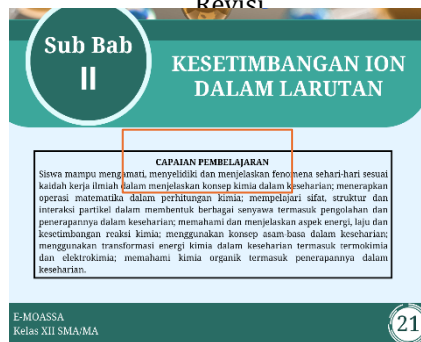 Revisi
Sub Bab
II
KESETIMBANGAN ION
DALAM LARUTAN
CAPAIAN PEMBELAJARAN
Siswa mampu mengamati, menyelidiki dan menjelaskan fenomena sehari-hari sesuai
kaidah kerja ilmiah dalam menjelaskan konsep kimia dalam keseharian; menerapkan
operasi matematika dalam perhitungan kimia; mempelajari sifat, struktur dan
interaksi partikel dalam membentuk berbagai senyawa termasuk pengolahan dan
penerapannya dalam keseharian; memahami dan menjelaskan aspek energi, laju dan
kesetimbangan reaksi kimia; menggunakan konsep asam-basa dalam keseharian;
menggunakan transformasi energi kimia dalam keseharian termasuk termokimia
dan elektrokimia; memahami kimia organik termasuk penerapannya dalam
keseharian.
E-MOASSA
Kelas XII SMA/MA
21